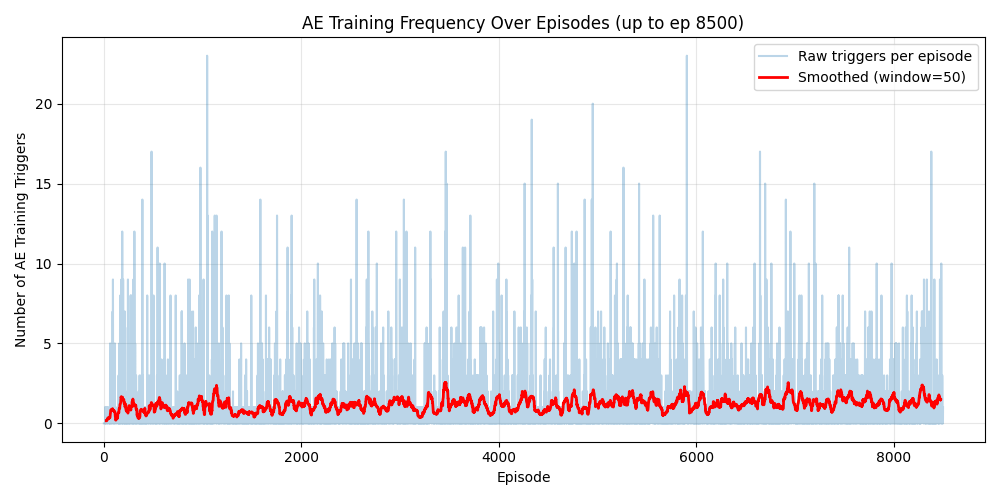 AE Training Frequency Over Episodes (up to ep 8500)
Raw triggers per episode
Smoothed (window=50)
Number of AE Training Triggers
20
15
10
5
0
0 2000 4000 6000 8000
Episode